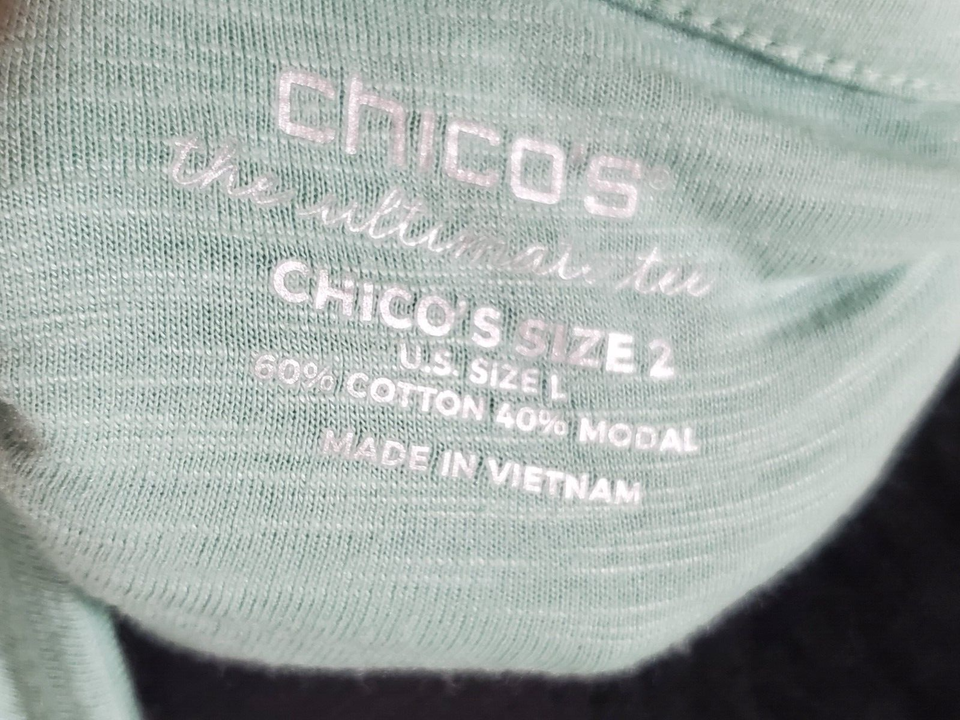 chico's®
the ultimate tee
CHICO'S SIZE 2
U.S. SIZE L
60% COTTON 40% MODAL
MADE IN VIETNAM